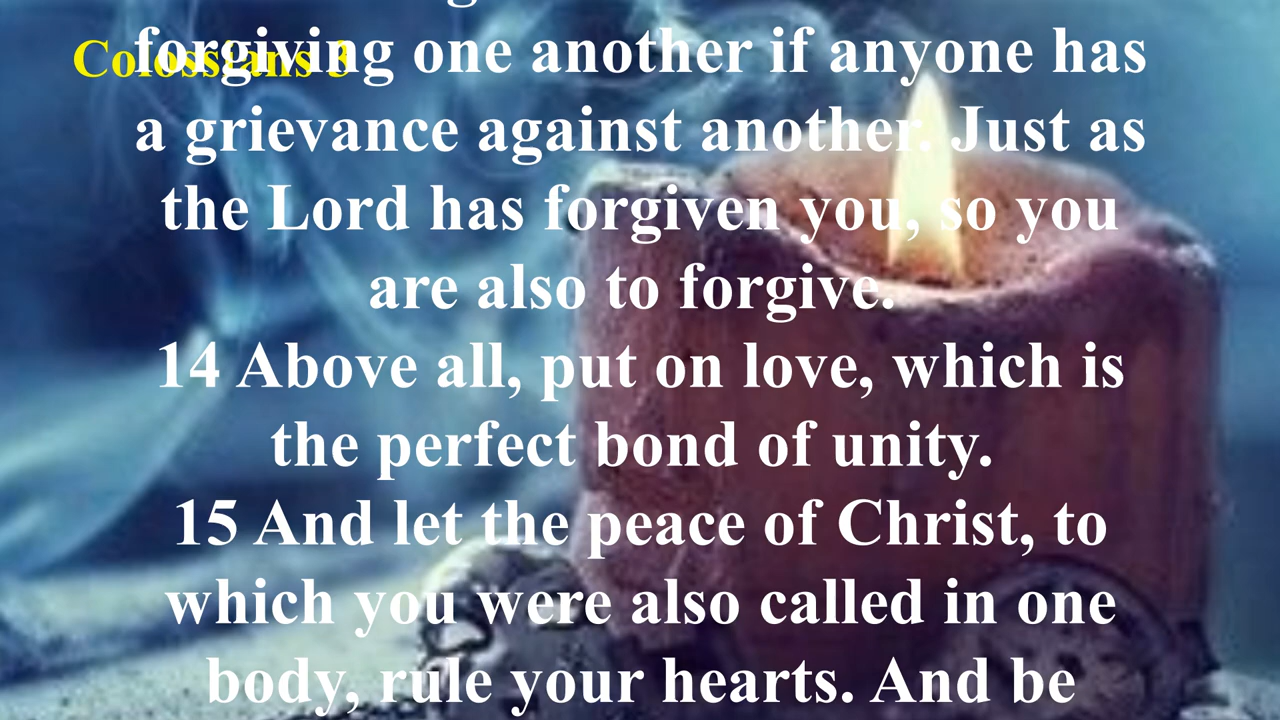 Colossians 3
forgiving one another if anyone has
a grievance against another. Just as
the Lord has forgiven you, so you
are also to forgive.
14 Above all, put on love, which is
the perfect bond of unity.
15 And let the peace of Christ, to
which you were also called in one
body, rule your hearts. And be